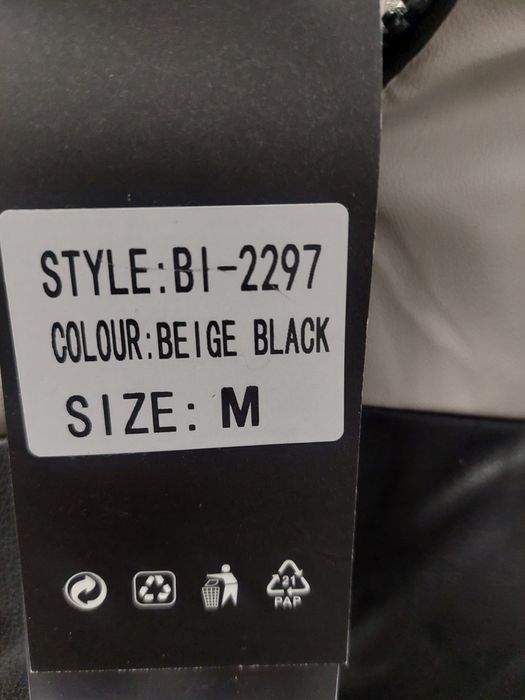 STYLE:BI-2297
COLOUR:BEIGE BLACK
SIZE: M
21
PAP